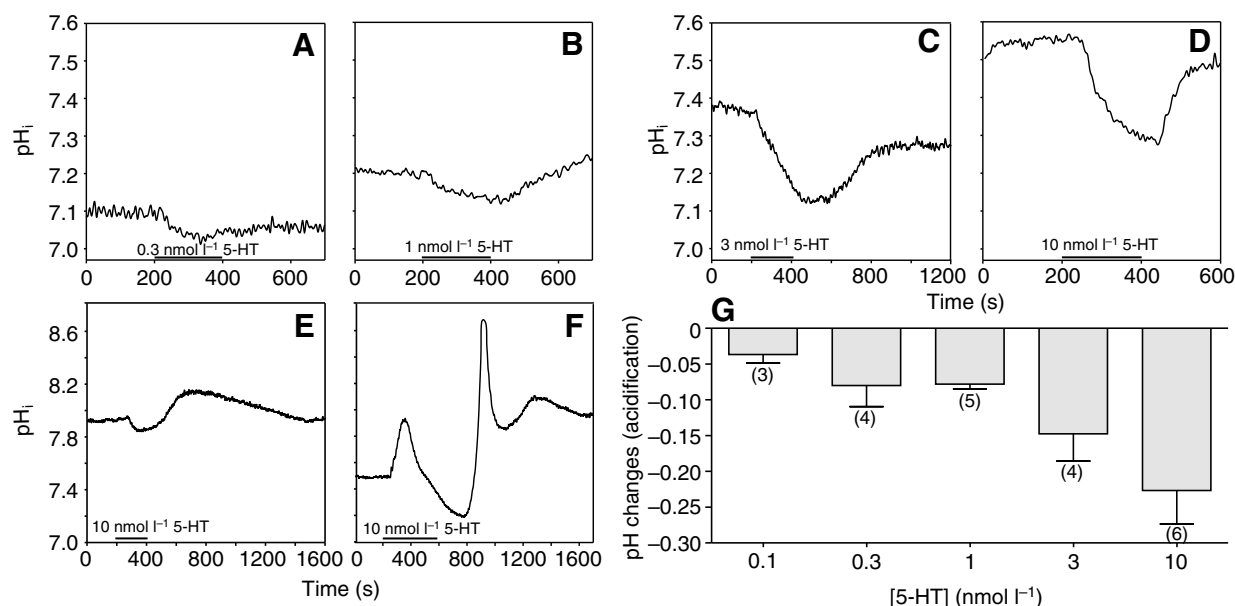 A
7.6
7.5
7.4
7.3
7.2
7.1
7.0
pHi
0.3 nmol l–1 5-HT
0 200 400 600
B
1 nmol l–1 5-HT
0 200 400 600
C
7.6
7.5
7.4
7.3
7.2
7.1
7.0
pHi
3 nmol l–1 5-HT
0 400 800 1200
D
10 nmol l–1 5-HT
0 200 400 600
Time (s)
E
8.6
8.2
7.8
7.4
7.0
pHi
10 nmol l–1 5-HT
0 400 800 1200 1600
F
10 nmol l–1 5-HT
0 400 800 1200 1600
Time (s)
G
0
–0.05
–0.10
–0.15
–0.20
–0.25
–0.30
pH changes (acidification)
(3)
(4)
(5)
(4)
(6)
0.1 0.3 1 3 10
[5-HT] (nmol l–1)